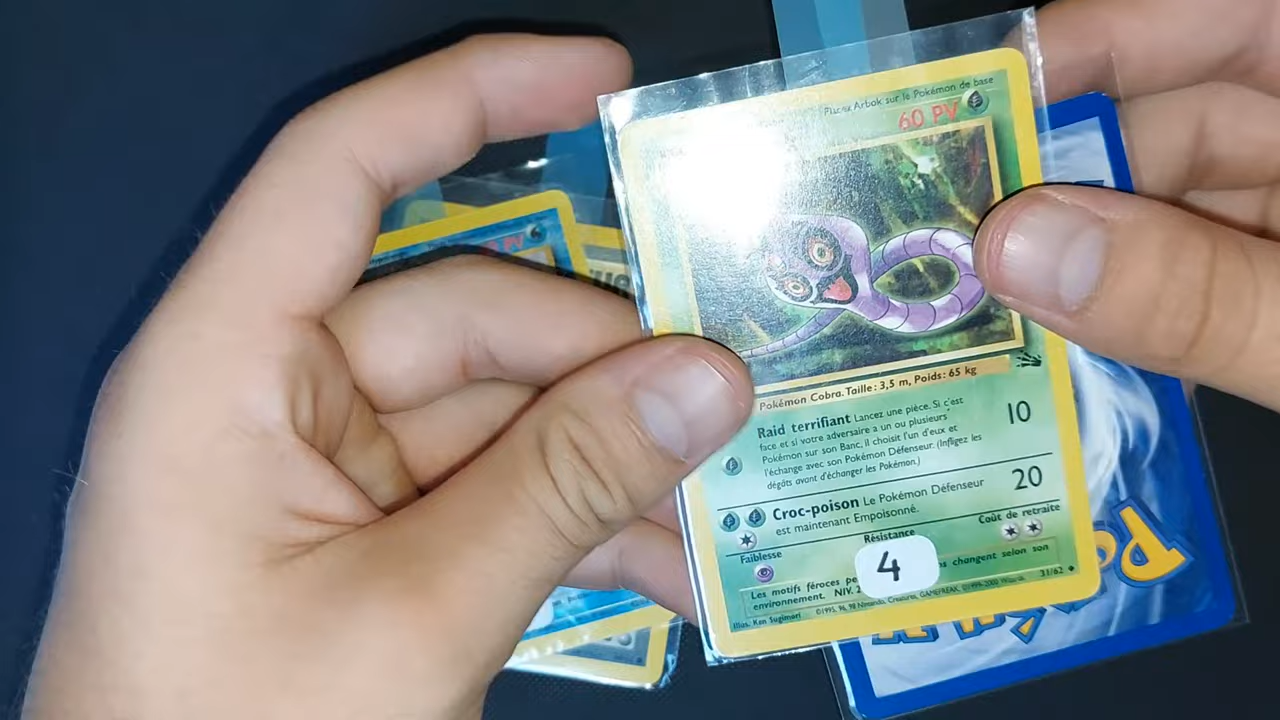 Placez Arbok sur le Pokémon de base
60 PV
PV
Pokémon Cobra. Taille : 3,5 m, Poids : 65 kg
Raid terrifiant Lancez une pièce. Si c'est
face et si votre adversaire a un ou plusieurs
Pokémon sur son Banc, il choisit l'un d'eux et
l'échange avec son Pokémon Défenseur. (Infligez les
dégâts avant d'échanger les Pokémon.)
10
Croc-poison Le Pokémon Défenseur
est maintenant Empoisonné.
20
Faiblesse
Résistance
Coût de retraite
4
Les motifs féroces
changent selon son
environnement. NIV.
31/62
Illus. Ken Sugimori
©1995, 96, 98 Nintendo, Creatures, GAMEFREAK. ©1999-2000 Wizards.